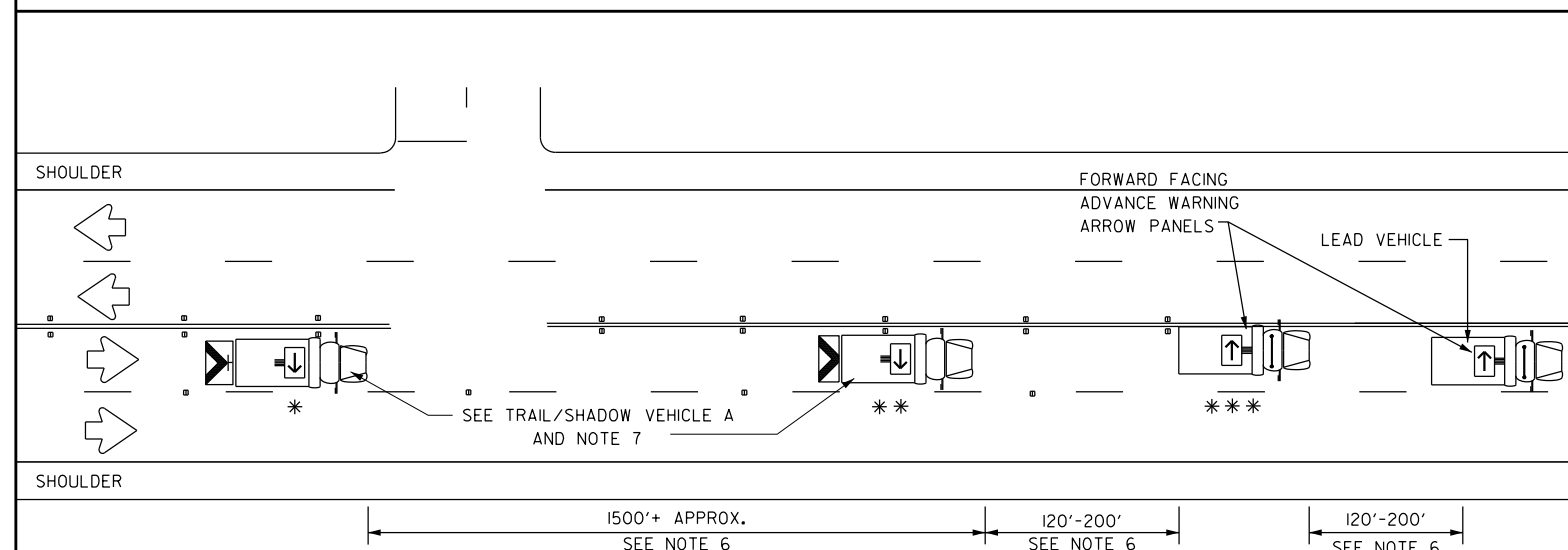 SHOULDER
FORWARD FACING
ADVANCE WARNING
ARROW PANELS
LEAD VEHICLE
*
* *
* * *
SEE TRAIL/SHADOW VEHICLE A
AND NOTE 7
SHOULDER
1500'+ APPROX.
SEE NOTE 6
120'-200'
SEE NOTE 6
120'-200'
SEE NOTE 6